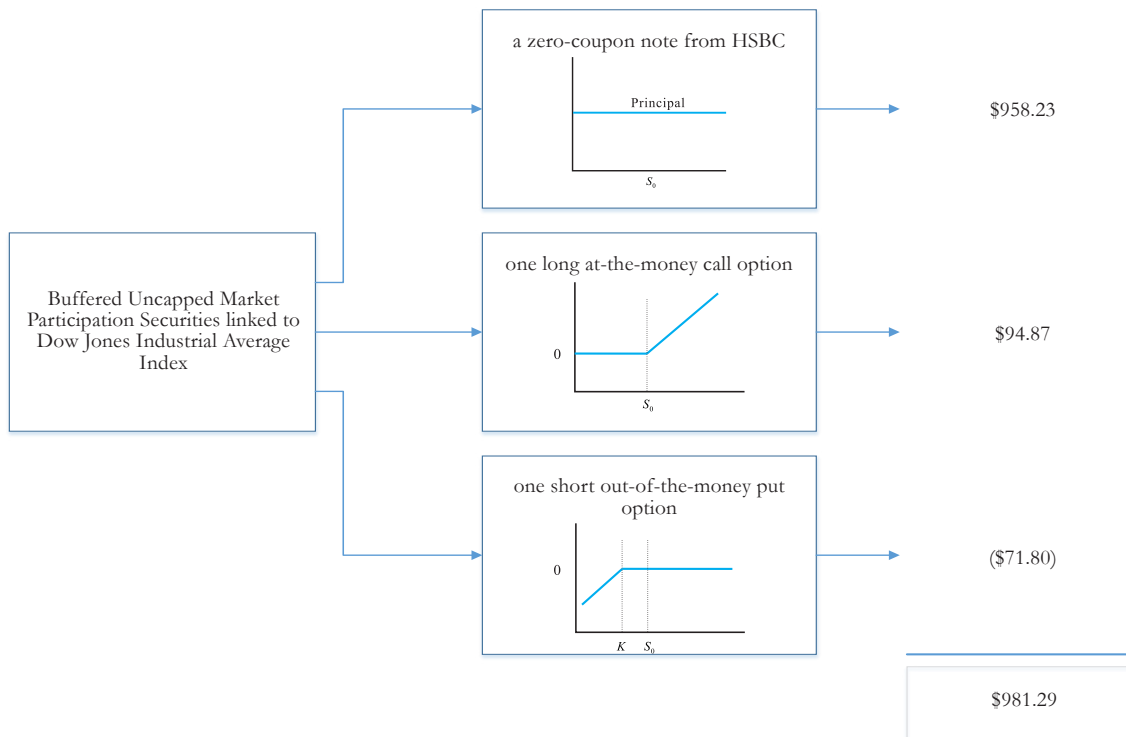 a zero-coupon note from HSBC
Principal
S₀
$958.23
Buffered Uncapped Market
Participation Securities linked to
Dow Jones Industrial Average
Index
one long at-the-money call option
0
S₀
$94.87
one short out-of-the-money put
option
0
K S₀
($71.80)
$981.29